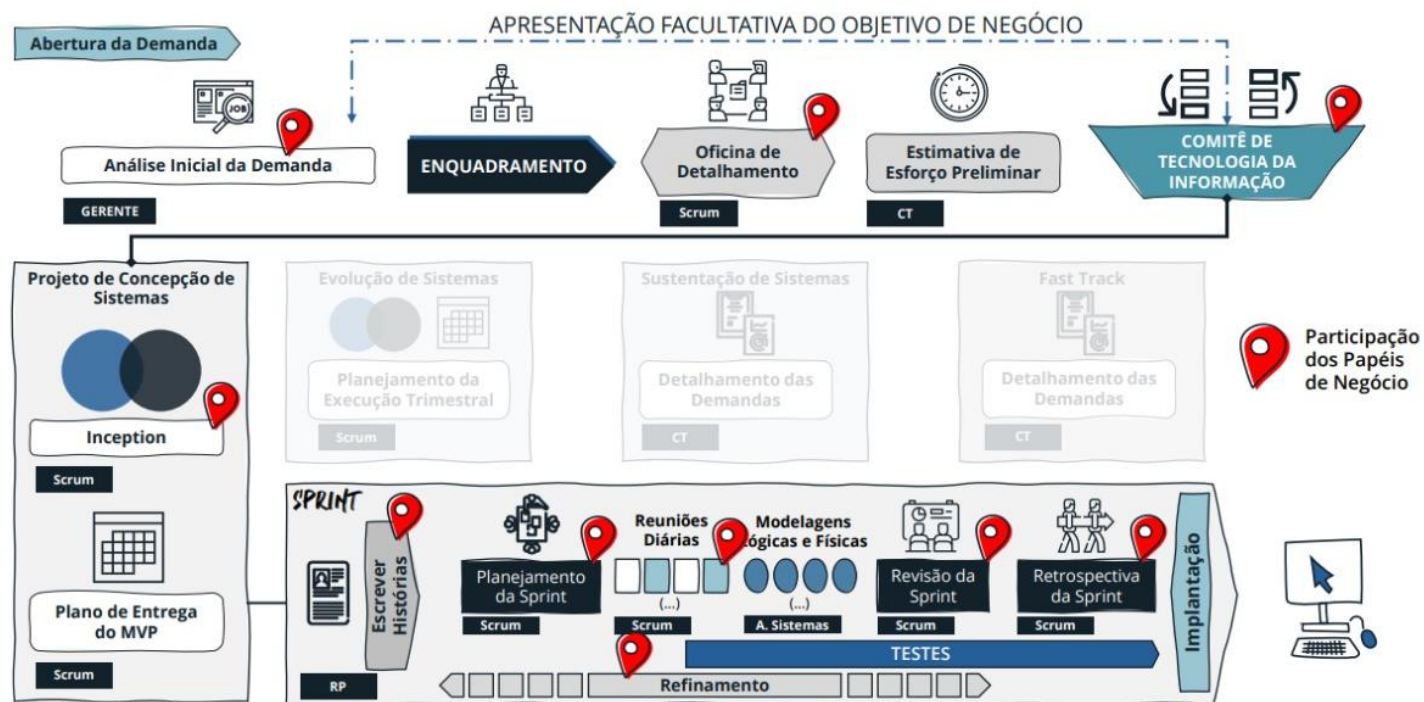 APRESENTAÇÃO FACULTATIVA DO OBJETIVO DE NEGÓCIO
Abertura da Demanda
JOB
Análise Inicial da Demanda
GERENTE
ENQUADRAMENTO
Oficina de
Detalhamento
Scrum
Estimativa de
Esforço Preliminar
CT
COMITÊ DE
TECNOLOGIA DA
INFORMAÇÃO
Projeto de Concepção de
Sistemas
Inception
Scrum
Plano de Entrega
do MVP
Scrum
Evolução de Sistemas
Planejamento da
Execução Trimestral
Scrum
Sustentação de Sistemas
Detalhamento das
Demandas
CT
Fast Track
Detalhamento das
Demandas
CT
Participação
dos Papéis
de Negócio
SPRINT
RP
Escrever
Histórias
Planejamento
da Sprint
Scrum
Reuniões
Diárias
(...)
Scrum
Modelagens
Lógicas e Físicas
(...)
A. Sistemas
Revisão da
Sprint
Scrum
Retrospectiva
da Sprint
Scrum
TESTES
Refinamento
Implantação